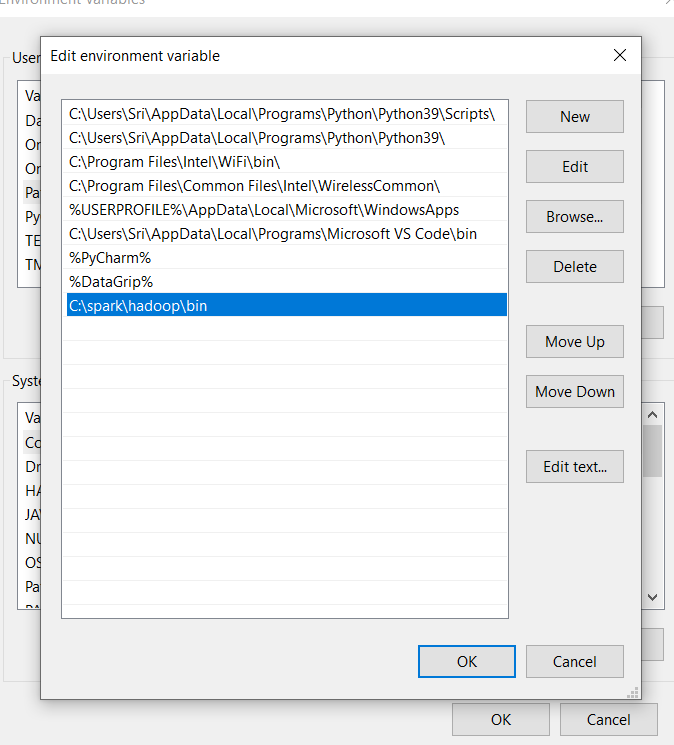 Environment Variables
Edit environment variable
User
Va
Da
On
On
Pa
Py
TE
TM
C:\Users\Sri\AppData\Local\Programs\Python\Python39\Scripts\
C:\Users\Sri\AppData\Local\Programs\Python\Python39\
C:\Program Files\Intel\WiFi\bin\
C:\Program Files\Common Files\Intel\WirelessCommon\
%USERPROFILE%\AppData\Local\Microsoft\WindowsApps
C:\Users\Sri\AppData\Local\Programs\Microsoft VS Code\bin
%PyCharm%
%DataGrip%
C:\spark\hadoop\bin
New
Edit
Browse...
Delete
Move Up
Move Down
Edit text...
Syste
Va
Co
Dr
HA
JA
NU
OS
Pa
OK
Cancel
OK
Cancel